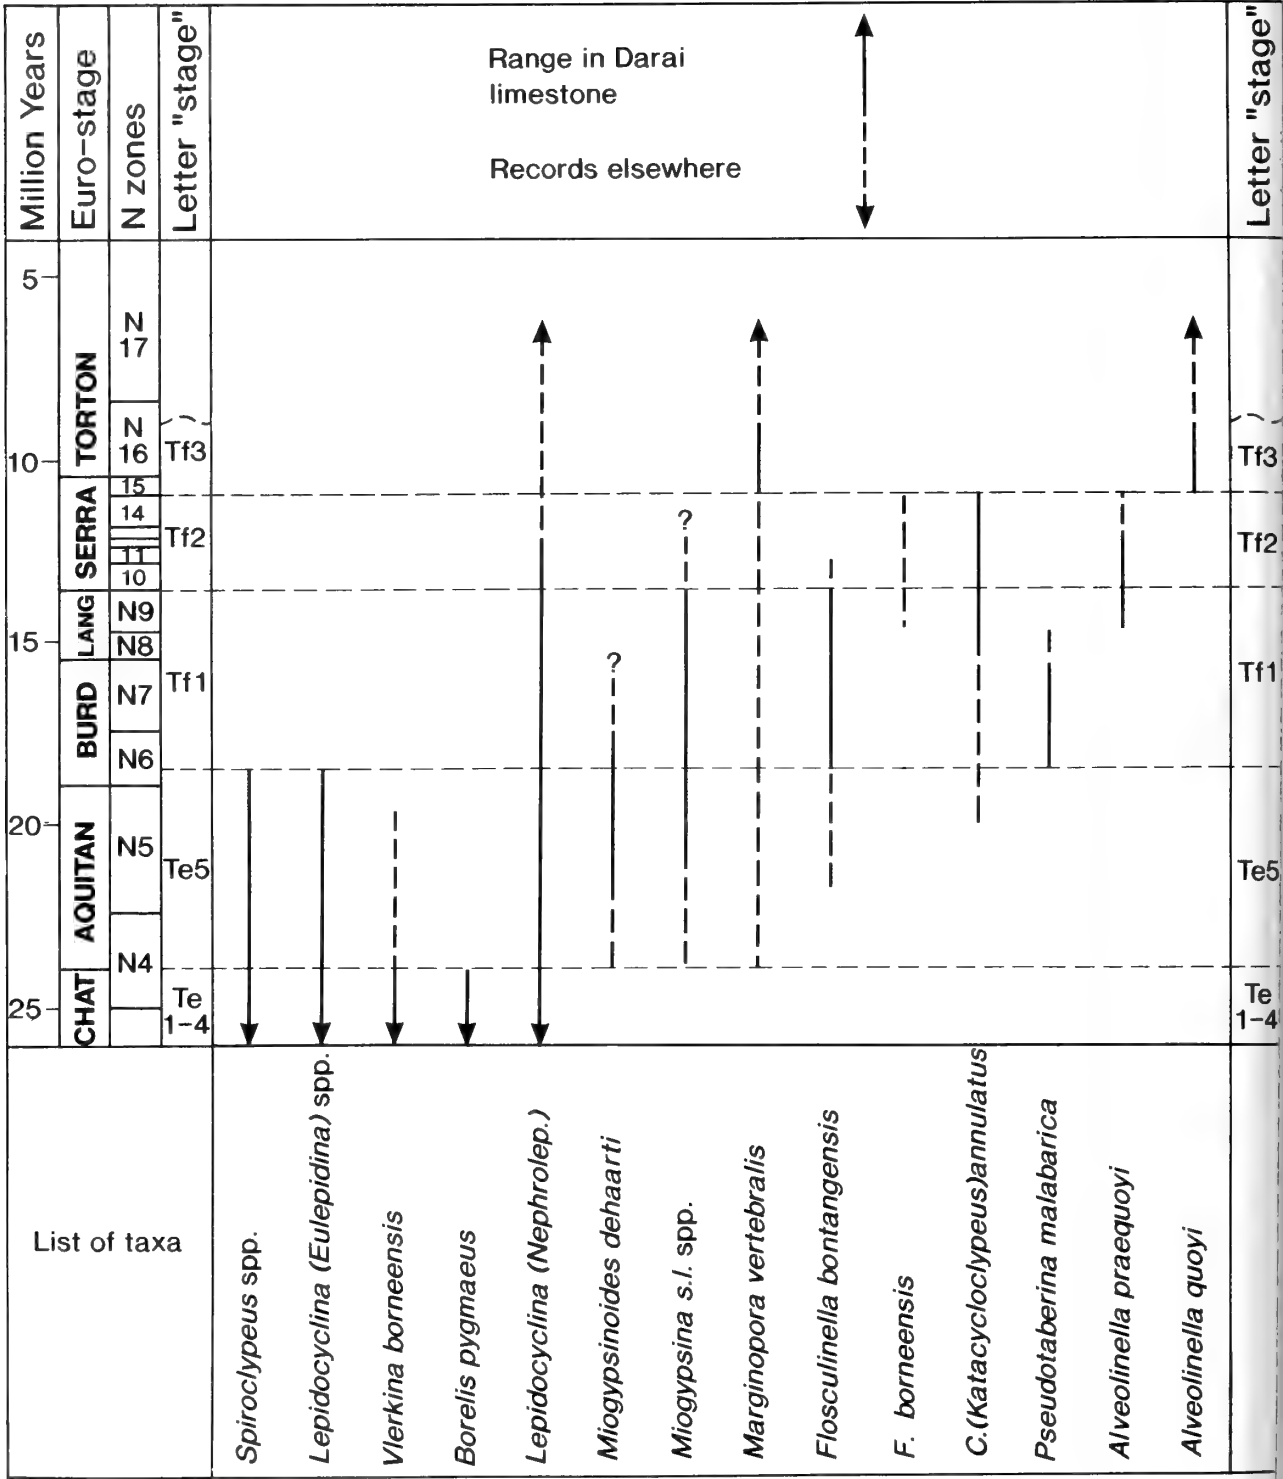 Million Years
Euro-stage
N zones
Letter "stage"
Range in Darai
limestone
Records elsewhere
Letter "stage"
5
10
15
20
25
TORTON
SERRA
LANG
BURD
AQUITAN
CHAT
N
17
N
16
15
14
11
10
N9
N8
N7
N6
N5
N4
Tf3
Tf2
Tf1
Te5
Te
1-4
?
?
Tf3
Tf2
Tf1
Te5
Te
1-4
List of taxa
Spiroclypeus spp.
Lepidocyclina (Eulepidina) spp.
Vlerkina borneensis
Borelis pygmaeus
Lepidocyclina (Nephrolep.)
Miogypsinoides dehaarti
Miogypsina s.l. spp.
Marginopora vertebralis
Flosculinella bontangensis
F. borneensis
C.(Katacycloclypeus)annulatus
Pseudotaberina malabarica
Alveolinella praequoyi
Alveolinella quoyi